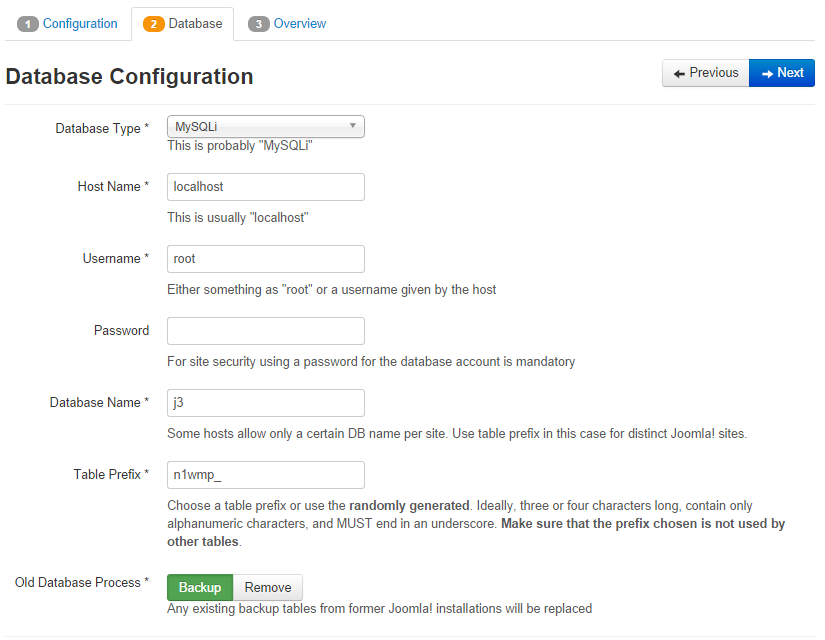 1 Configuration 2 Database 3 Overview
Database Configuration Previous Next
Database Type * MySQLi
This is probably "MySQLi"
Host Name * localhost
This is usually "localhost"
Username * root
Either something as "root" or a username given by the host
Password
For site security using a password for the database account is mandatory
Database Name * j3
Some hosts allow only a certain DB name per site. Use table prefix in this case for distinct Joomla! sites.
Table Prefix * n1wmp_
Choose a table prefix or use the randomly generated. Ideally, three or four characters long, contain only
alphanumeric characters, and MUST end in an underscore. Make sure that the prefix chosen is not used by
other tables.
Old Database Process * Backup Remove
Any existing backup tables from former Joomla! installations will be replaced